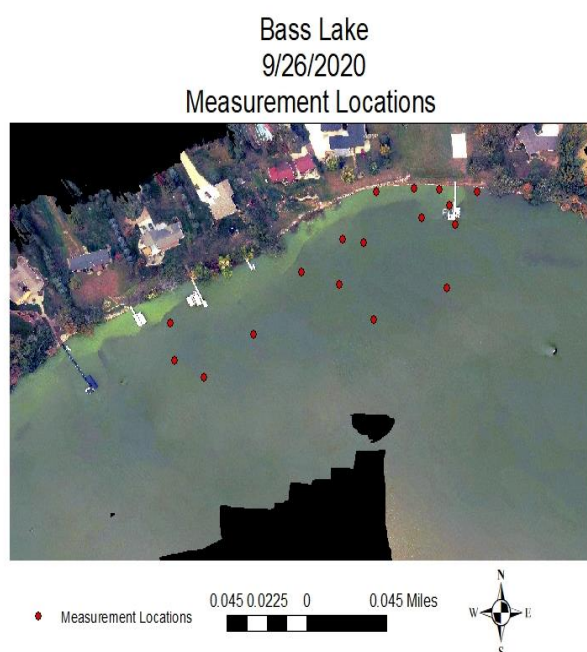 Bass Lake
9/26/2020
Measurement Locations
N
0.045 0.0225 0 0.045 Miles
Measurement Locations
W E
S